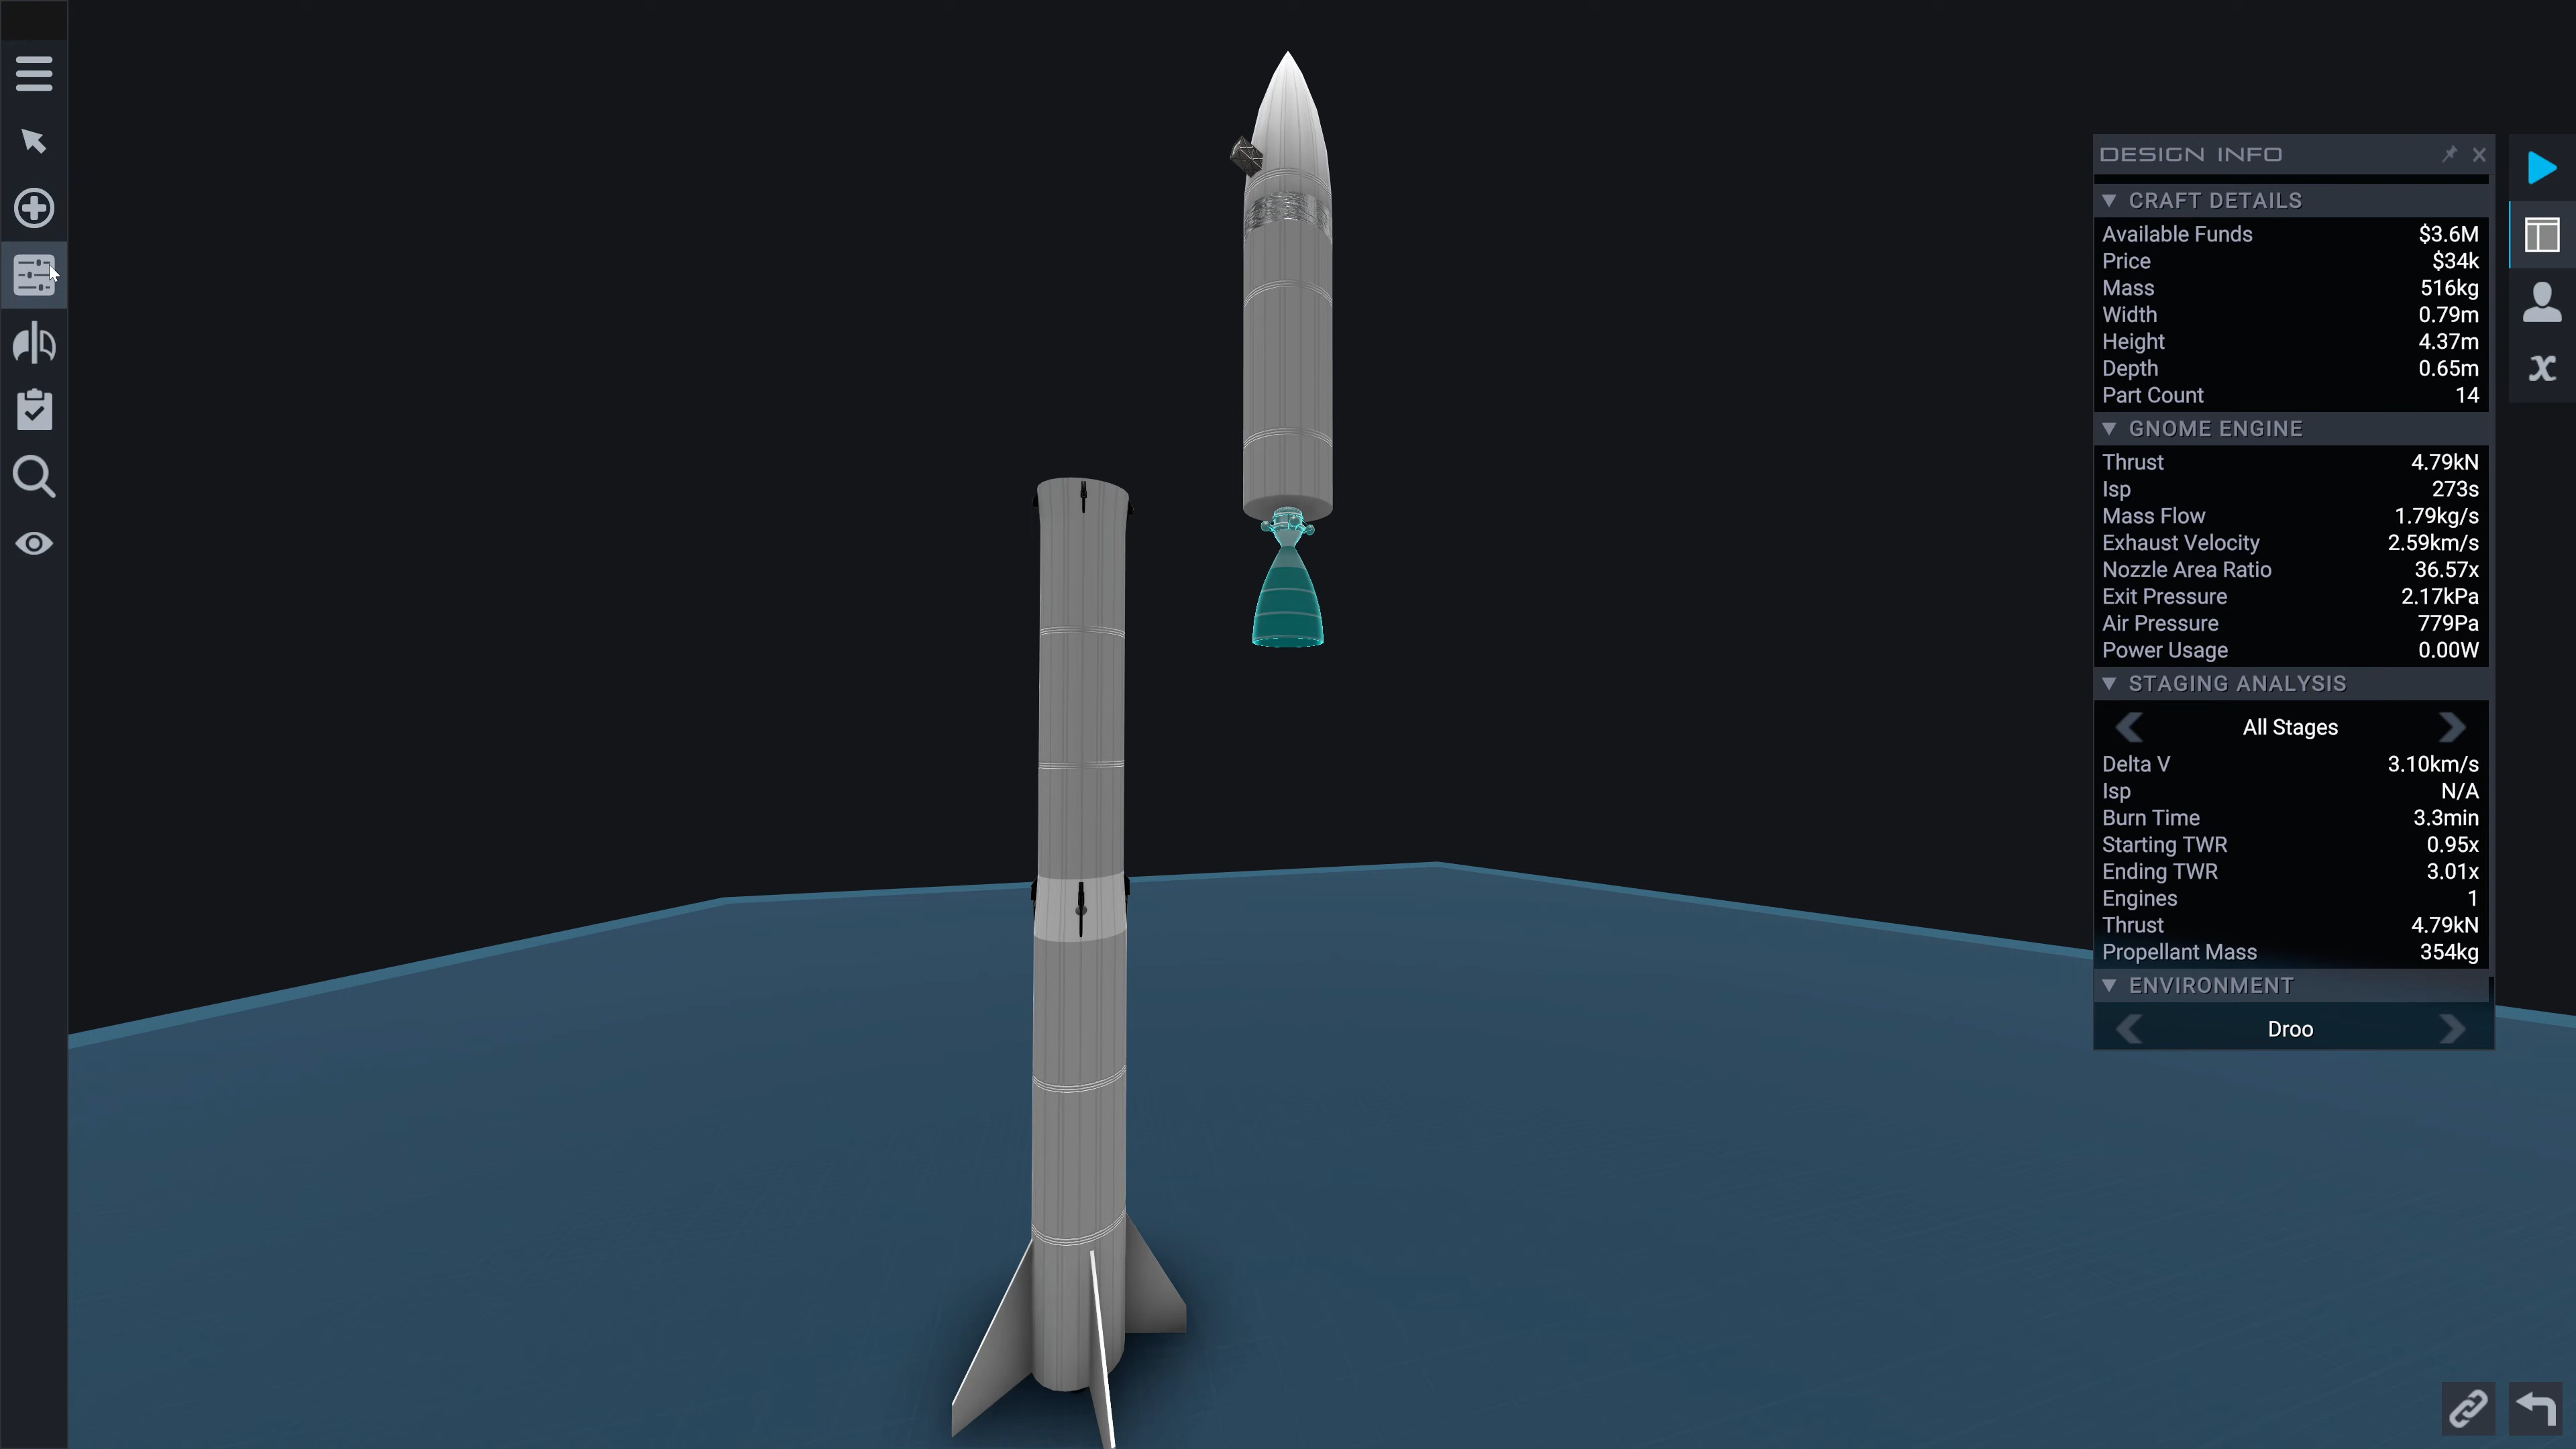 DESIGN INFO
CRAFT DETAILS
Available Funds $3.6M
Price $34k
Mass 516kg
Width 0.79m
Height 4.37m
Depth 0.65m
Part Count 14
GNOME ENGINE
Thrust 4.79kN
Isp 273s
Mass Flow 1.79kg/s
Exhaust Velocity 2.59km/s
Nozzle Area Ratio 36.57x
Exit Pressure 2.17kPa
Air Pressure 779Pa
Power Usage 0.00W
STAGING ANALYSIS
All Stages
Delta V 3.10km/s
Isp N/A
Burn Time 3.3min
Starting TWR 0.95x
Ending TWR 3.01x
Engines 1
Thrust 4.79kN
Propellant Mass 354kg
ENVIRONMENT
Droo